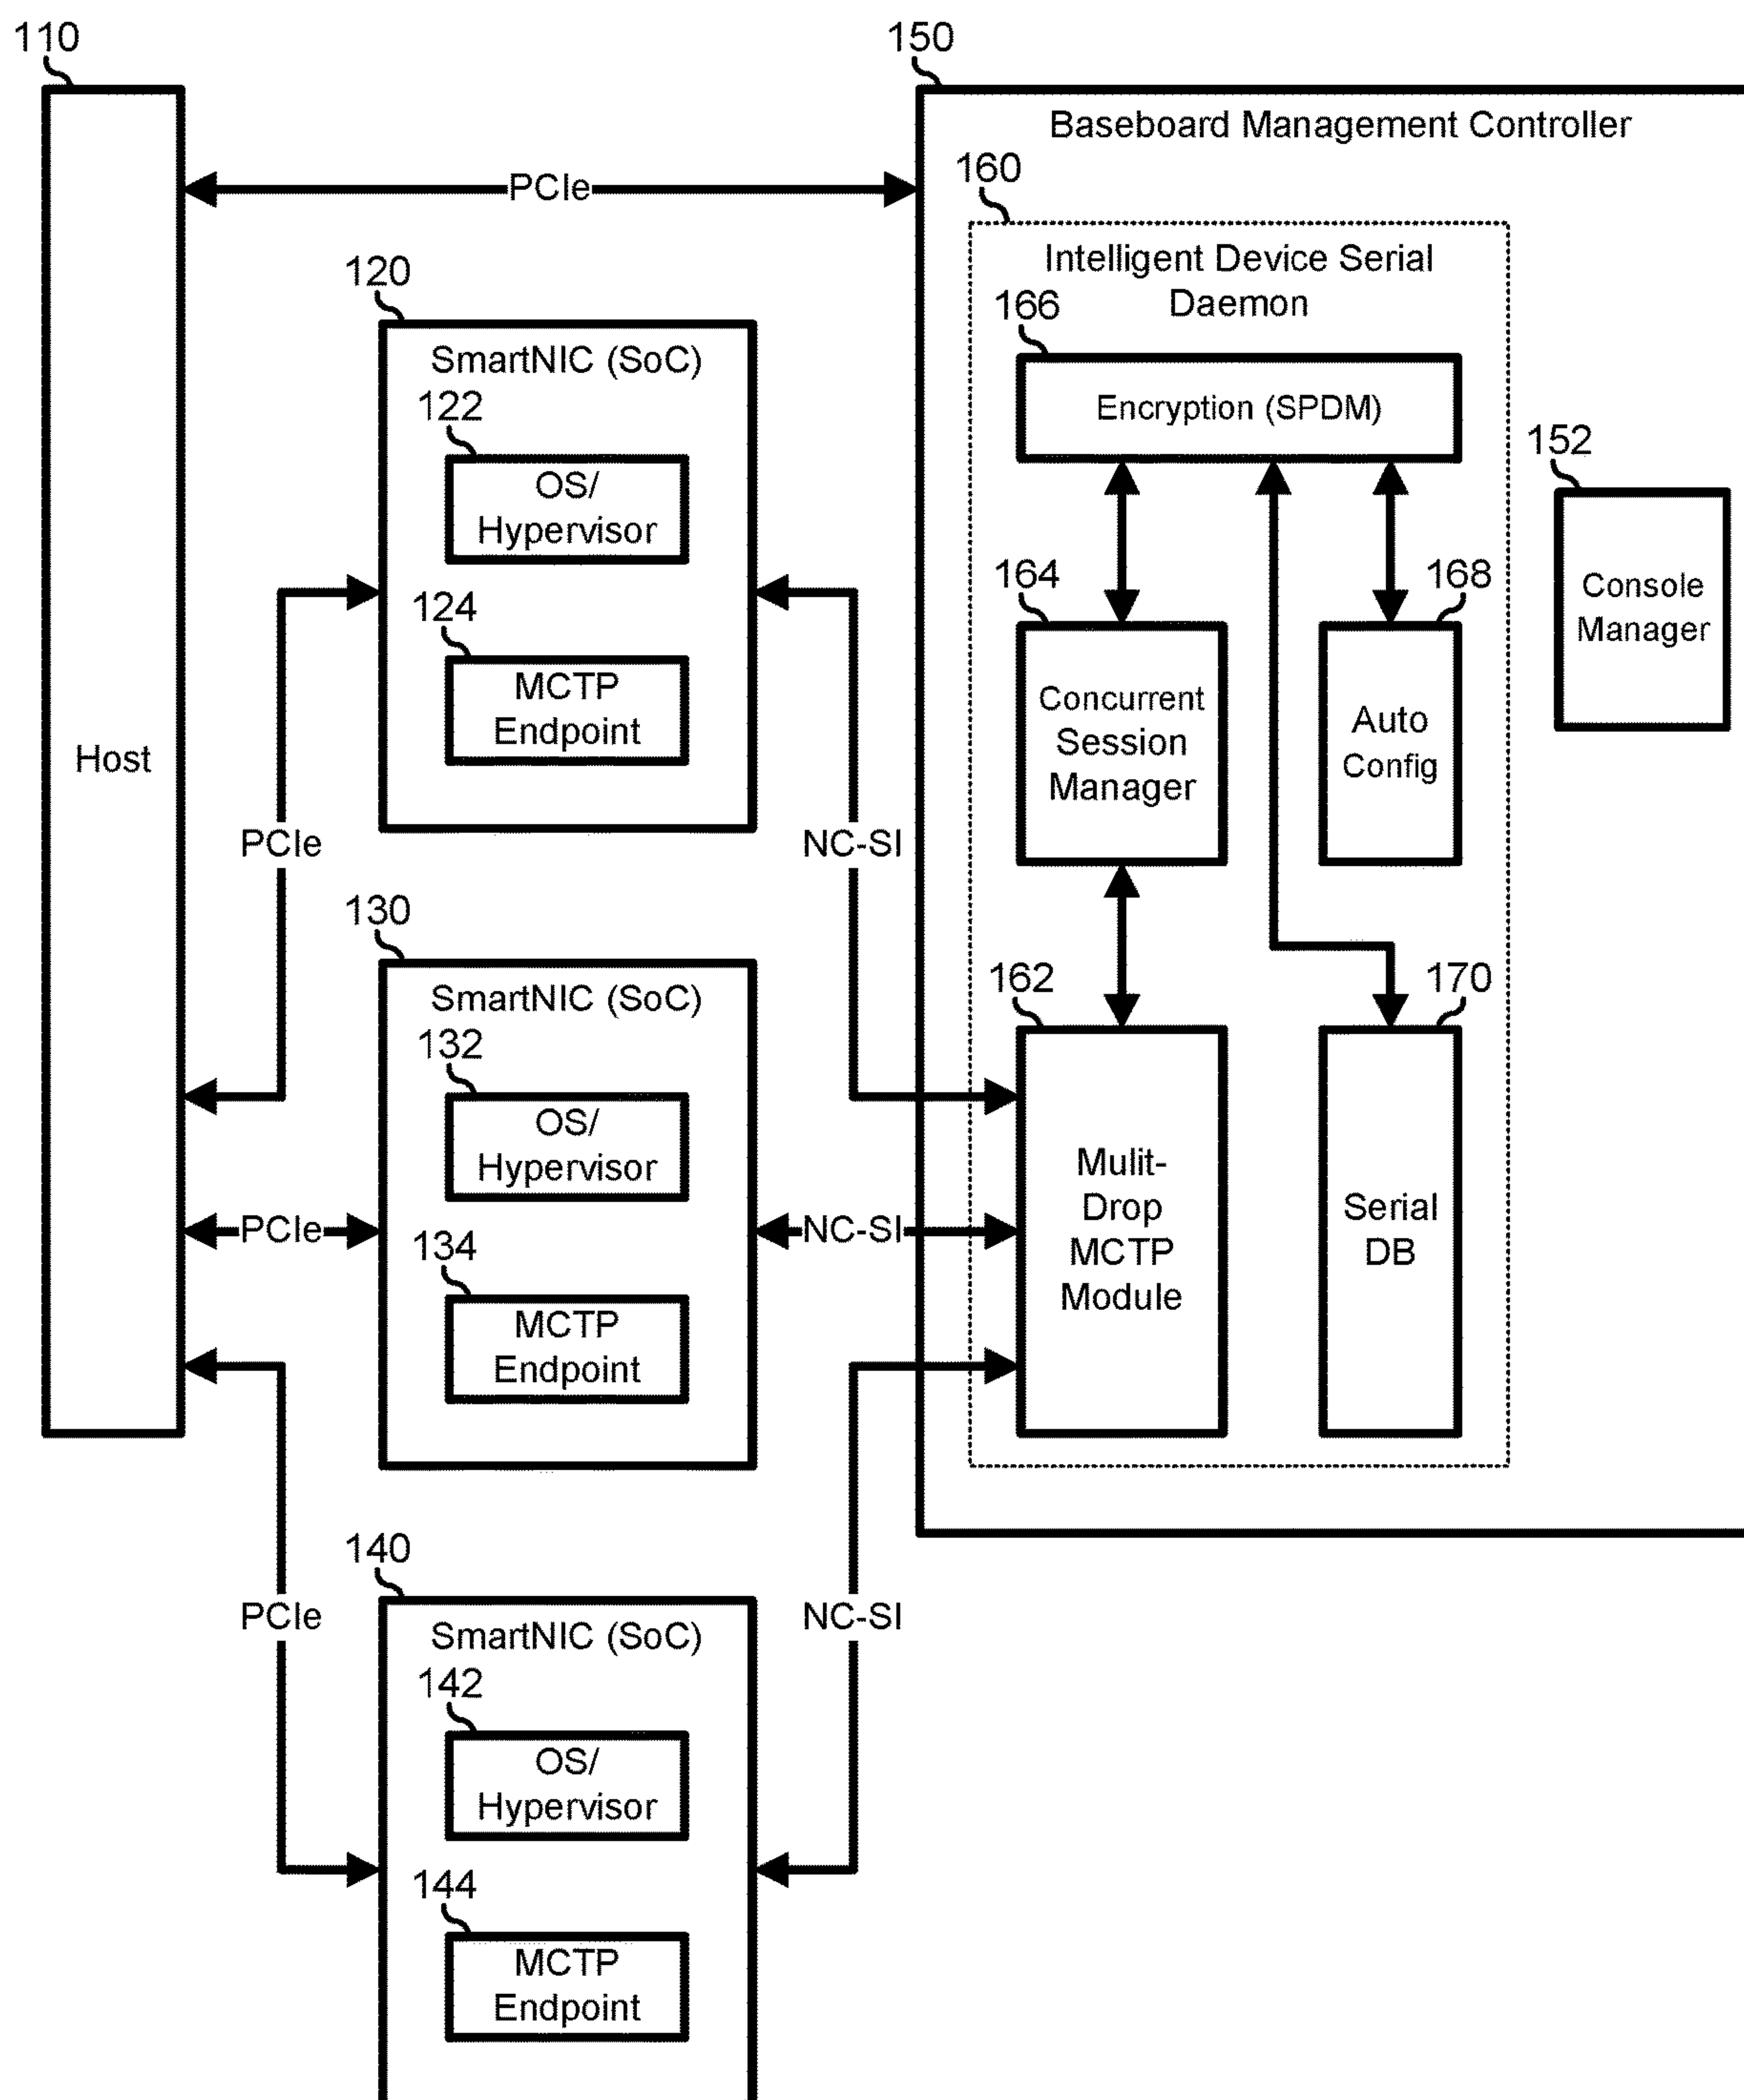 110
150
Baseboard Management Controller
PCIe
160
Intelligent Device Serial
Daemon
120
SmartNIC (SoC)
166
Encryption (SPDM)
122
OS/
Hypervisor
152
Console
Manager
124
MCTP
Endpoint
164
Concurrent
Session
Manager
168
Auto
Config
Host
PCIe
NC-SI
130
SmartNIC (SoC)
132
OS/
Hypervisor
162
Mulit-
Drop
MCTP
Module
170
Serial
DB
PCIe
NC-SI
134
MCTP
Endpoint
140
SmartNIC (SoC)
PCIe
NC-SI
142
OS/
Hypervisor
144
MCTP
Endpoint